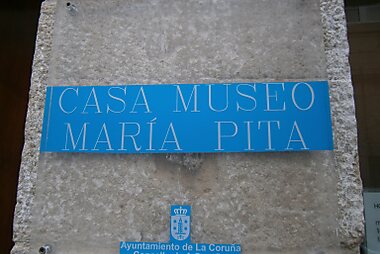 CASA MUSEO
MARÍA PITA
Ayuntamiento de La Coruña